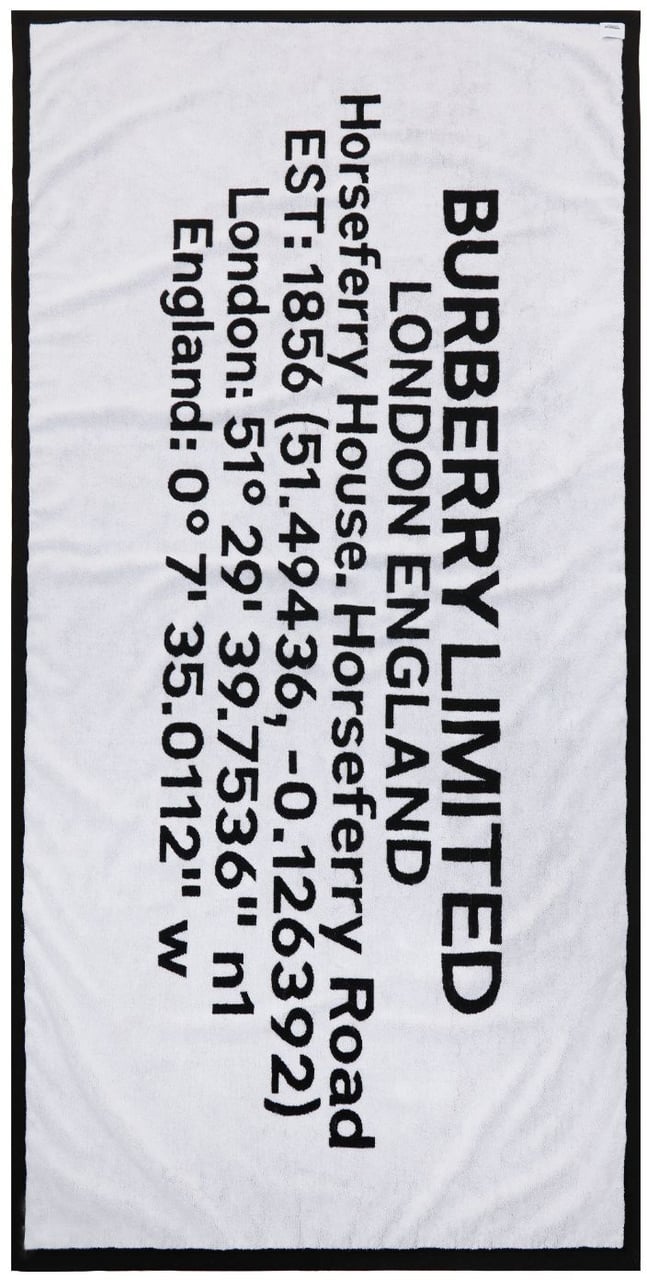 BURBERRY LIMITED
LONDON ENGLAND
Horseferry House. Horseferry Road
EST: 1856 (51.49436, -0.126392)
London: 51° 29' 39.7536" n1
England: 0° 7' 35.0112" w